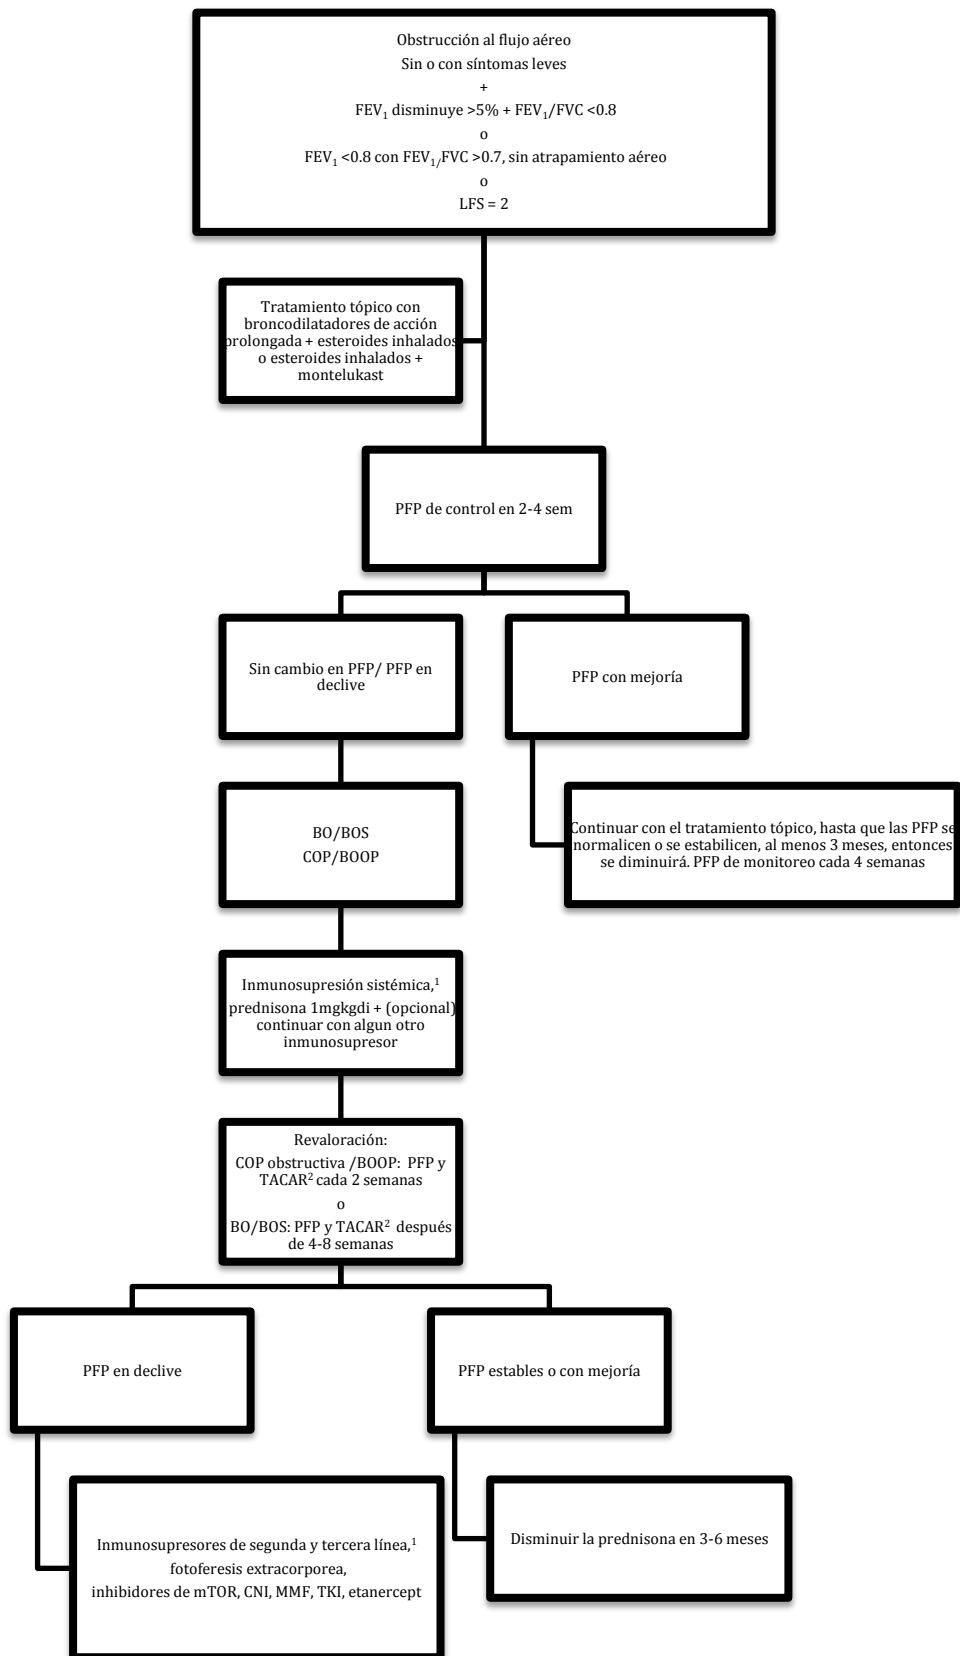 Obstrucción al flujo aéreo
Sin o con síntomas leves
+
FEV1 disminuye >5% + FEV1/FVC <0.8
o
FEV1 <0.8 con FEV1/FVC >0.7, sin atrapamiento aéreo
o
LFS = 2
Tratamiento tópico con
broncodilatadores de acción
prolongada + esteroides inhalados
o esteroides inhalados +
montelukast
PFP de control en 2-4 sem
Sin cambio en PFP/ PFP en
declive
PFP con mejoría
BO/BOS
COP/BOOP
Continuar con el tratamiento tópico, hasta que las PFP se
normalicen o se estabilicen, al menos 3 meses, entonces
se diminuirá. PFP de monitoreo cada 4 semanas
Inmunosupresión sistémica,1
prednisona 1mgkgdi + (opcional)
continuar con algun otro
inmunosupresor
Revaloración:
COP obstructiva /BOOP: PFP y
TACAR2 cada 2 semanas
o
BO/BOS: PFP y TACAR2 después
de 4-8 semanas
PFP en declive
PFP estables o con mejoría
Inmunosupresores de segunda y tercera línea,1
fotoferesis extracorporea,
inhibidores de mTOR, CNI, MMF, TKI, etanercept
Disminuir la prednisona en 3-6 meses